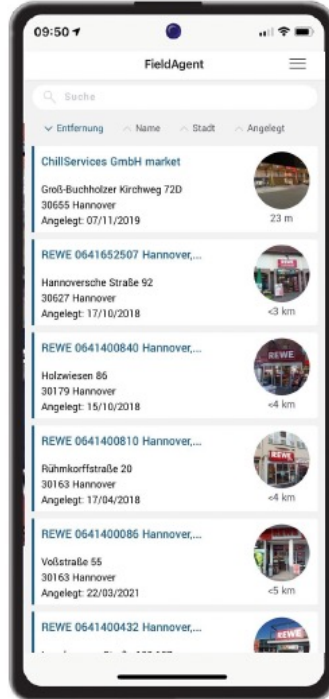 09:50
FieldAgent
Suche
Entfernung Name Stadt Angelegt
ChillServices GmbH market
Groß-Buchholzer Kirchweg 72D
30655 Hannover
Angelegt: 07/11/2019
23 m
REWE 0641652507 Hannover,...
Hannoversche Straße 92
30627 Hannover
Angelegt: 17/10/2018
<3 km
REWE 0641400840 Hannover,...
Holzwiesen 86
30179 Hannover
Angelegt: 15/10/2018
REWE
<4 km
REWE 0641400810 Hannover,...
Rühmkorffstraße 20
30163 Hannover
Angelegt: 17/04/2018
REWE
<4 km
REWE 0641400086 Hannover,...
Voßstraße 55
30163 Hannover
Angelegt: 22/03/2021
<5 km
REWE 0641400432 Hannover,...
REWE